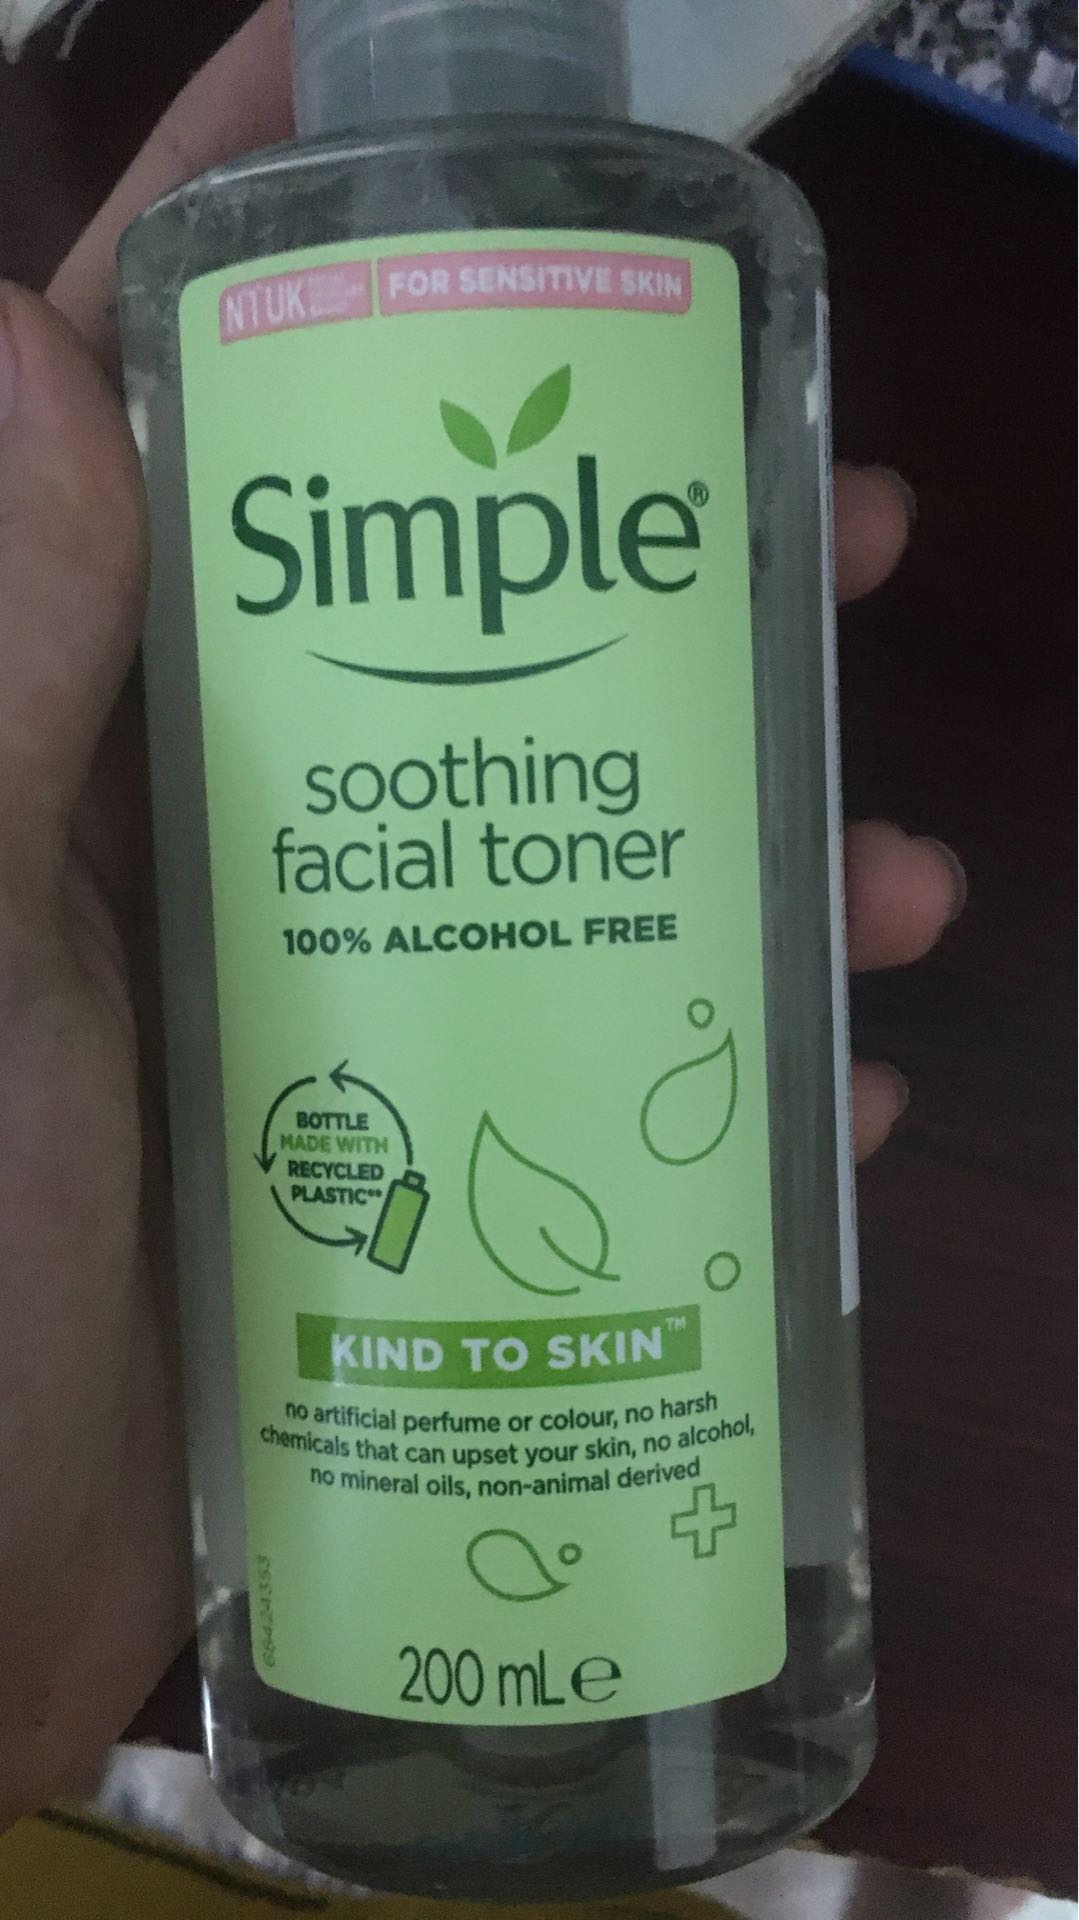 NTUK
FOR SENSITIVE SKIN
Simple®
soothing
facial toner
100% ALCOHOL FREE
BOTTLE
MADE WITH
RECYCLED
PLASTIC**
KIND TO SKIN™
no artificial perfume or colour, no harsh
chemicals that can upset your skin, no alcohol,
no mineral oils, non-animal derived
68424353
200 mL e